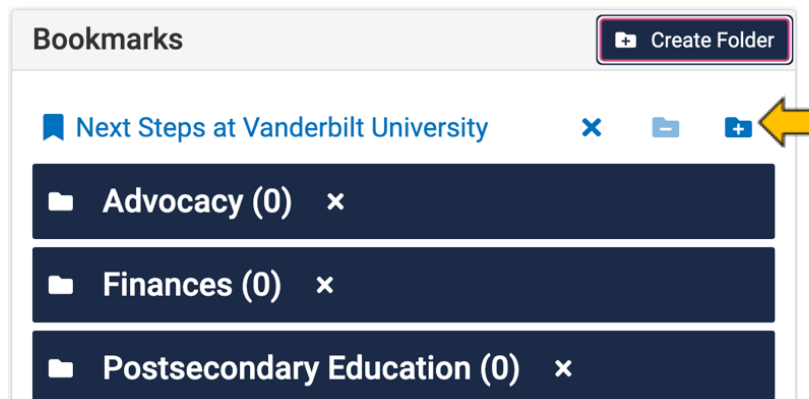 Bookmarks
Create Folder
Next Steps at Vanderbilt University
Advocacy (0)
Finances (0)
Postsecondary Education (0)